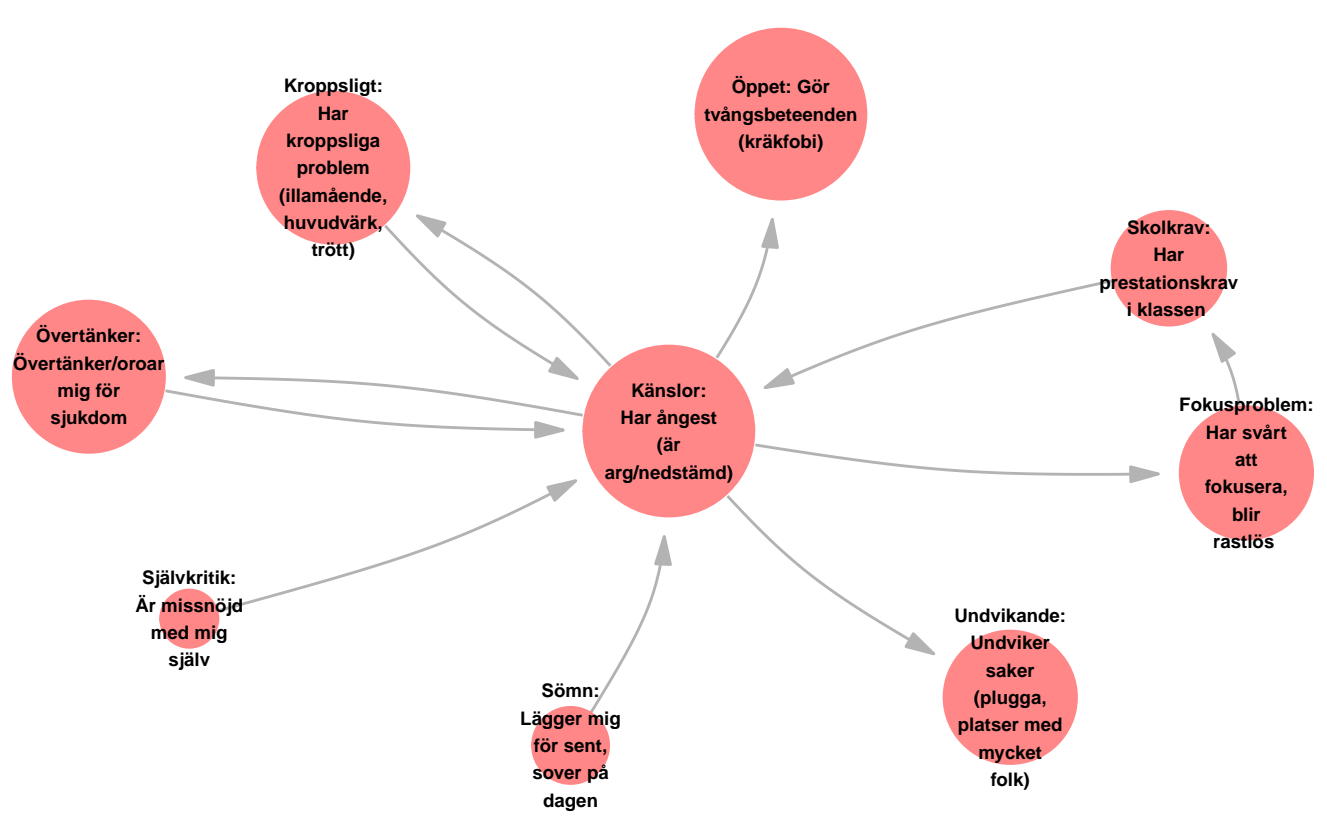 Kroppsligt:
Har
kroppsliga
problem
(illamående,
huvudvärk,
trött)
Öppet: Gör
tvångsbeteenden
(kräkfobi)
Skolkrav:
Har
prestationskrav
i klassen
Övertänker:
Övertänker/oroar
mig för
sjukdom
Känslor:
Har ångest
(är
arg/nedstämd)
Fokusproblem:
Har svårt
att
fokusera,
blir
rastlös
Självkritik:
Är missnöjd
med mig
själv
Sömn:
Lägger mig
för sent,
sover på
dagen
Undvikande:
Undviker
saker
(plugga,
platser med
mycket
folk)